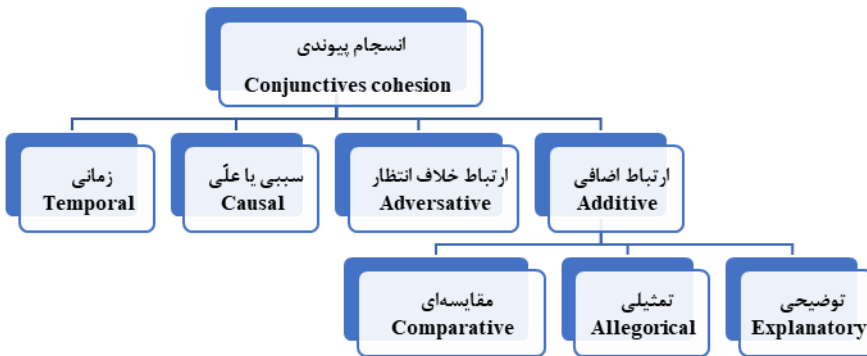 انسجام پیوندی
Conjunctives cohesion
ارتباط اضافی
Additive
ارتباط خلاف انتظار
Adversative
سببی یا علّی
Causal
زمانی
Temporal
توضیحی
Explanatory
تمثیلی
Allegorical
مقایسه‌ای
Comparative